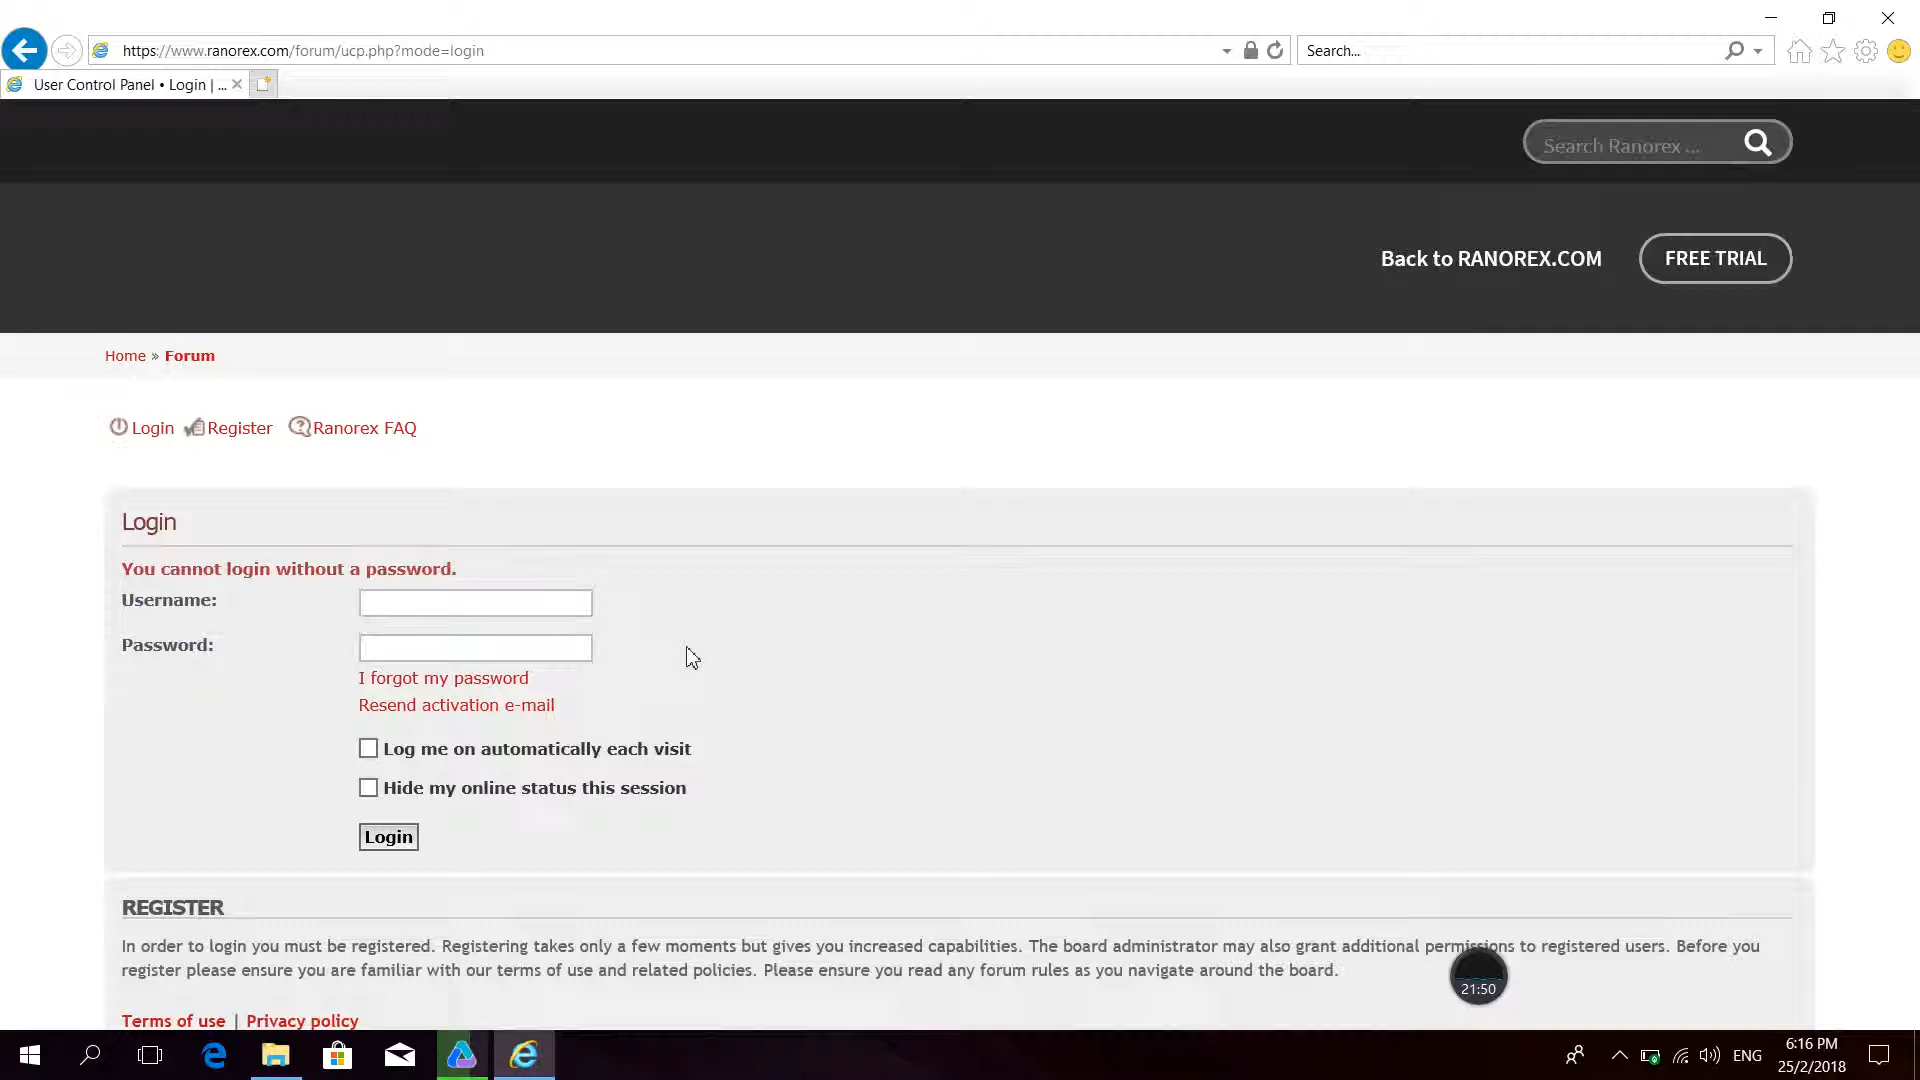 https://www.ranorex.com/forum/ucp.php?mode=login
Search...
User Control Panel • Login | ...
Search Ranorex ...
Back to RANOREX.COM
FREE TRIAL
Home » Forum
Login Register Ranorex FAQ
Login
You cannot login without a password.
Username:
Password:
I forgot my password
Resend activation e-mail
Log me on automatically each visit
Hide my online status this session
Login
REGISTER
In order to login you must be registered. Registering takes only a few moments but gives you increased capabilities. The board administrator may also grant additional permissions to registered users. Before you
register please ensure you are familiar with our terms of use and related policies. Please ensure you read any forum rules as you navigate around the board.
21:50
Terms of use | Privacy policy
ENG
6:16 PM
25/2/2018